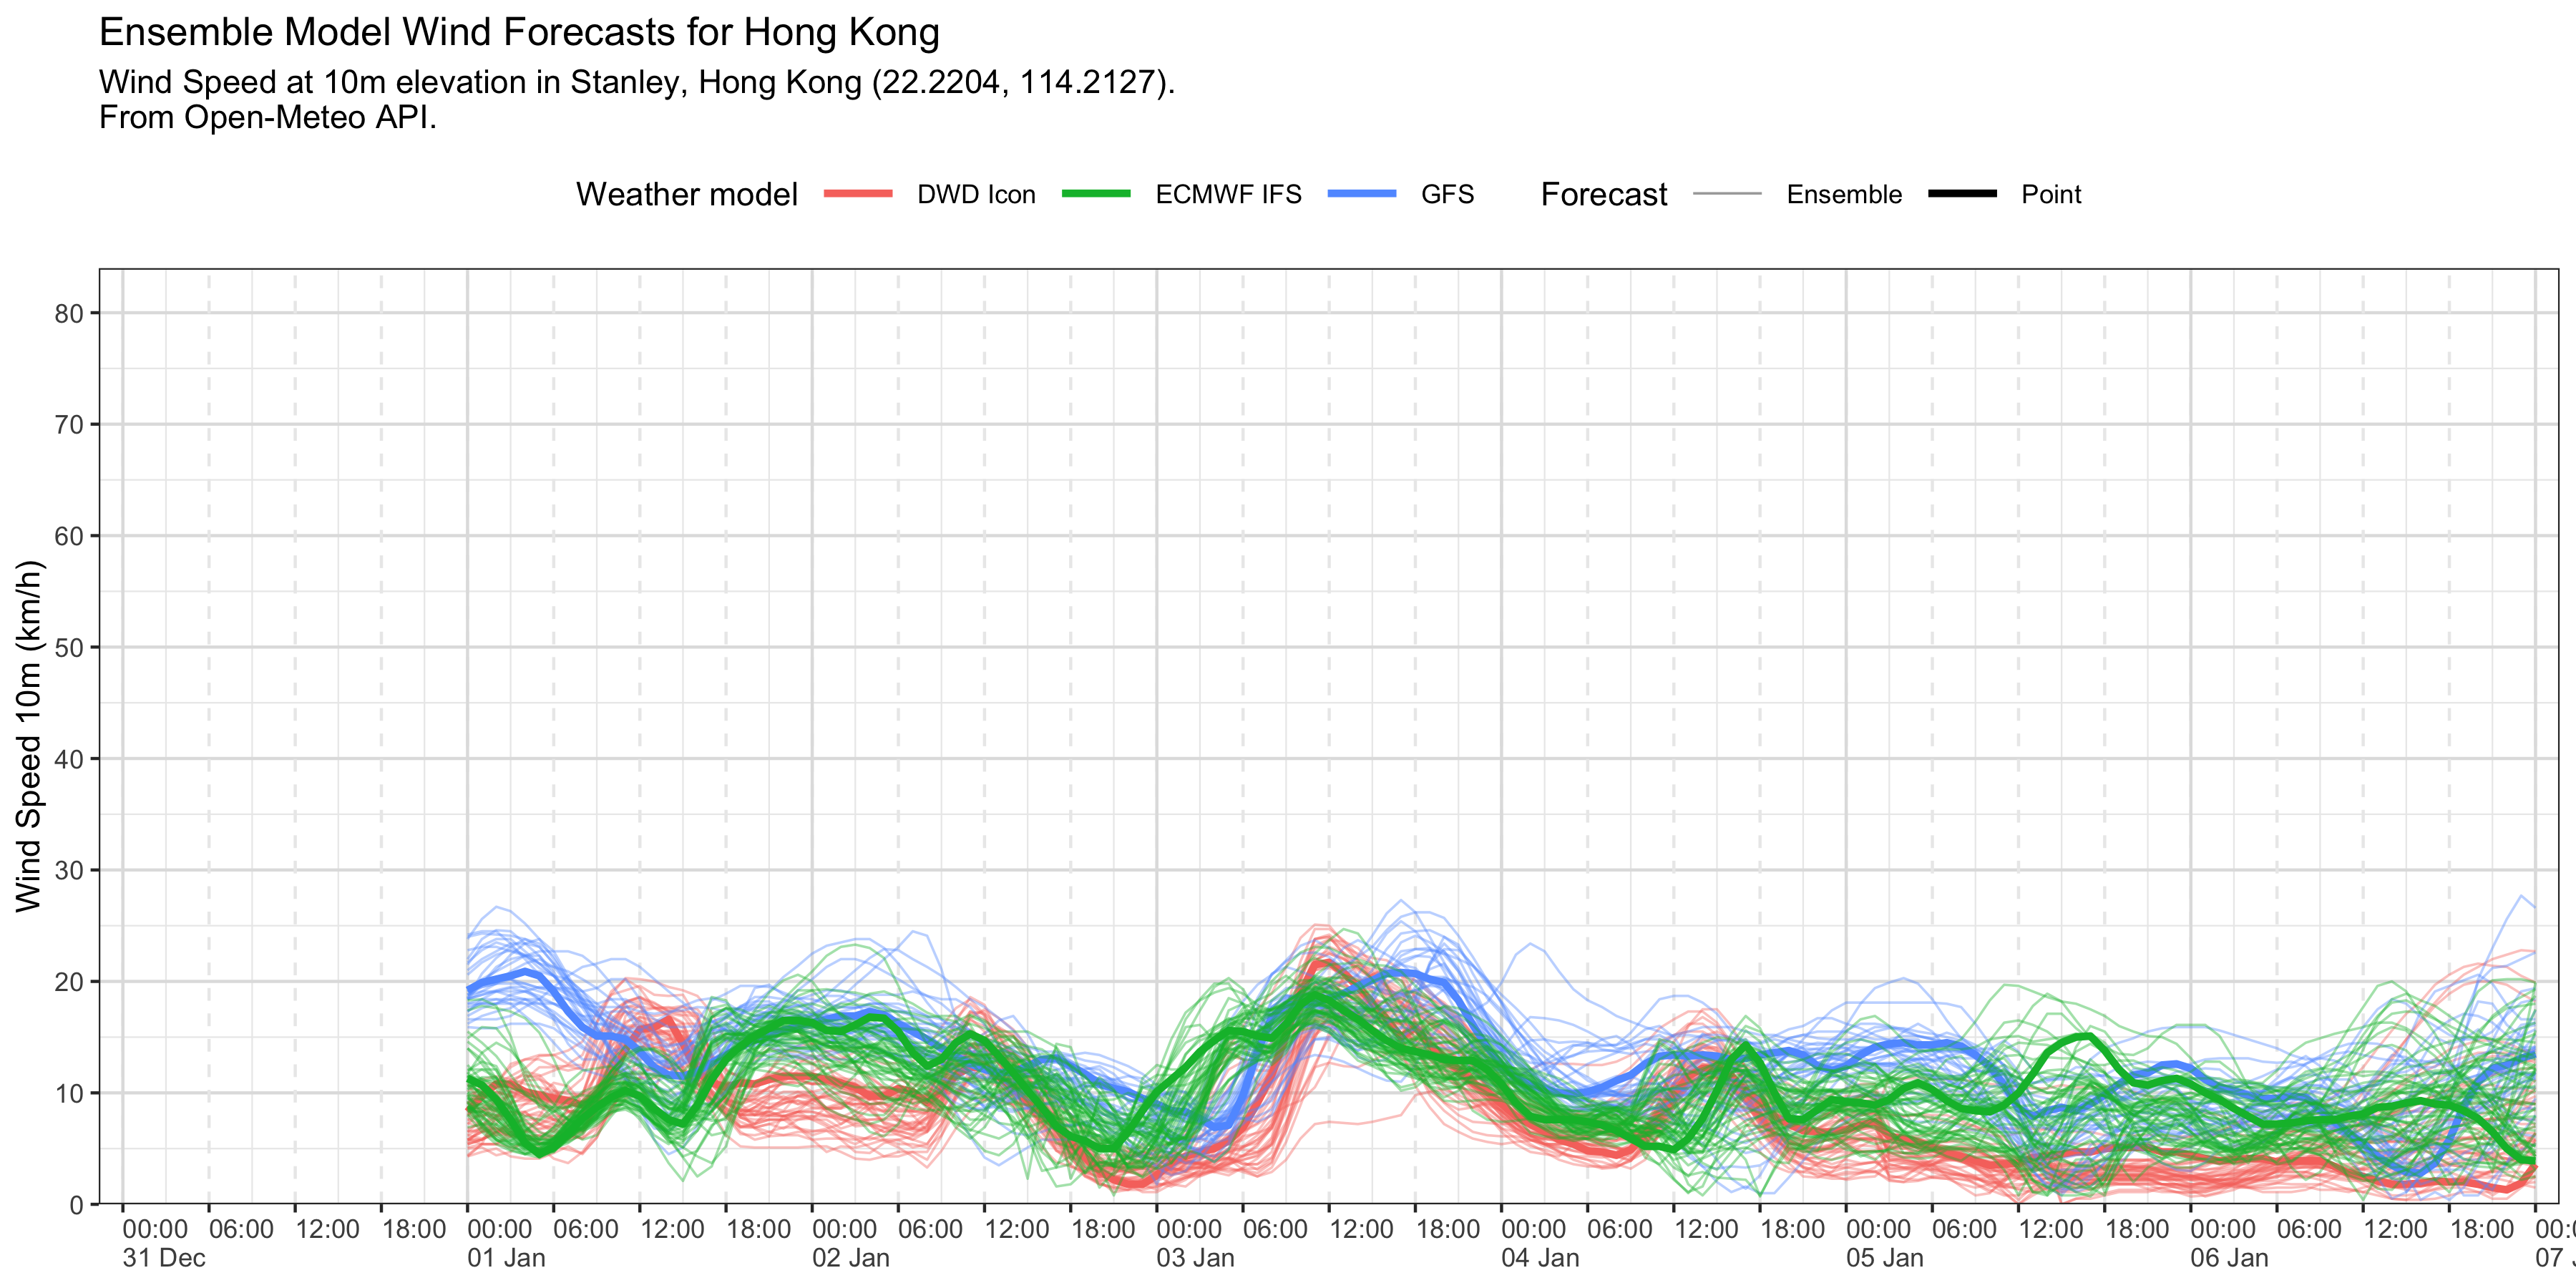 Ensemble Model Wind Forecasts for Hong Kong
Wind Speed at 10m elevation in Stanley, Hong Kong (22.2204, 114.2127).
From Open-Meteo API.
Weather model DWD Icon ECMWF IFS GFS Forecast Ensemble Point
Wind Speed 10m (km/h)
80
70
60
50
40
30
20
10
0
00:00 06:00 12:00 18:00 00:00 06:00 12:00 18:00 00:00 06:00 12:00 18:00 00:00 06:00 12:00 18:00 00:00 06:00 12:00 18:00 00:00 06:00 12:00 18:00 00:00 06:00 12:00 18:00
31 Dec 01 Jan 02 Jan 03 Jan 04 Jan 05 Jan 06 Jan 07